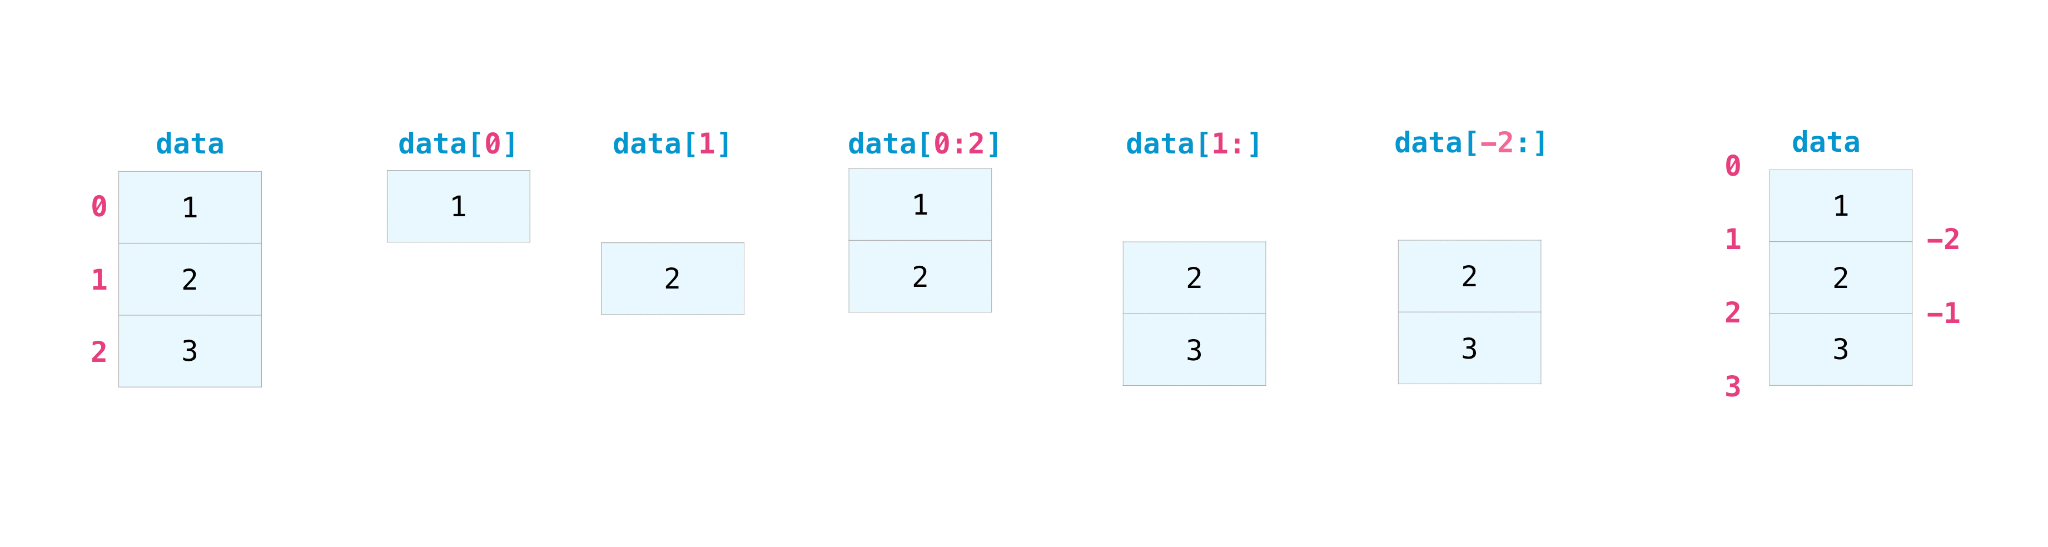 data data[0] data[1] data[0:2] data[1:] data[-2:] data
0
0 1 1 1 1
1 -2
1 2 2 2 2 2 2
2 -1
2 3 3 3 3
3